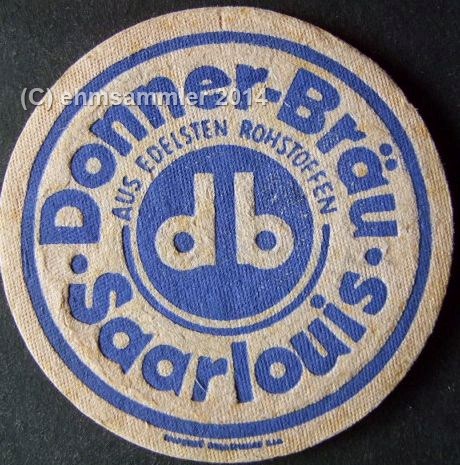 (C) ehmsammler 2014
Donner-Bräu
AUS EDELSTEN ROHSTOFFEN
db
· Saarlouis ·